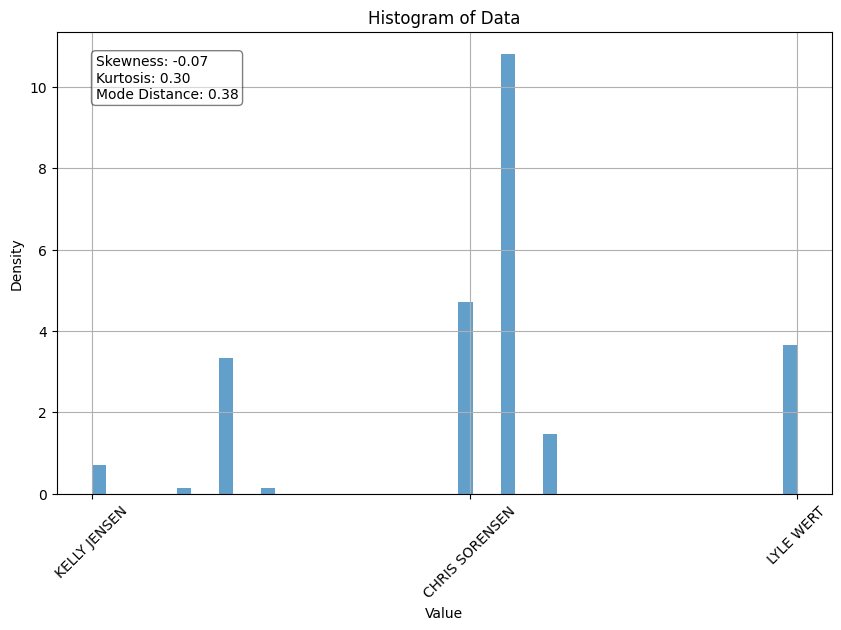 Histogram of Data
Skewness: -0.07
Kurtosis: 0.30
Mode Distance: 0.38
Density
10
8
6
4
2
0
KELLY JENSEN
CHRIS SORENSEN
LYLE WERT
Value